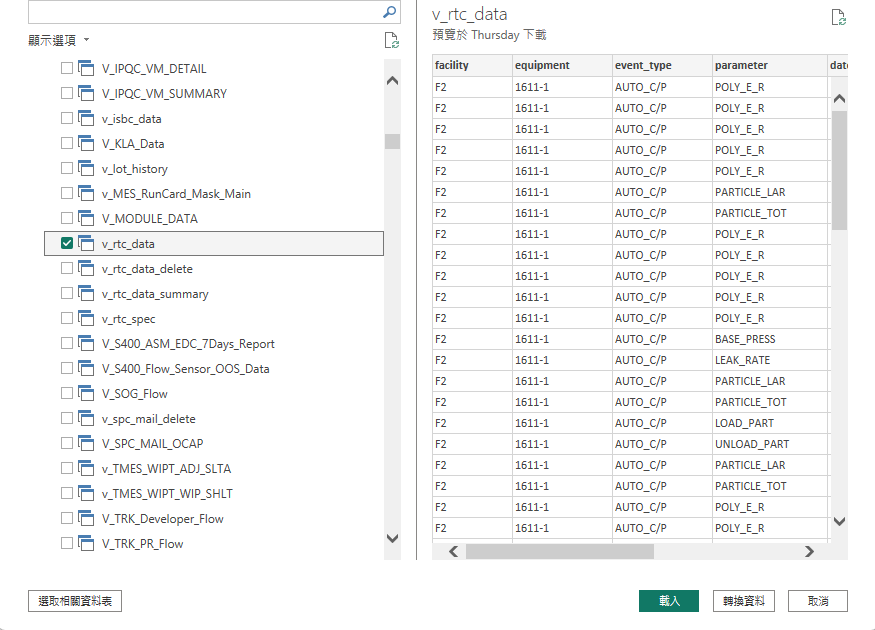 顯示選項
V_IPQC_VM_DETAIL
V_IPQC_VM_SUMMARY
v_isbc_data
V_KLA_Data
v_lot_history
v_MES_RunCard_Mask_Main
V_MODULE_DATA
v_rtc_data
v_rtc_data_delete
v_rtc_data_summary
v_rtc_spec
V_S400_ASM_EDC_7Days_Report
V_S400_Flow_Sensor_OOS_Data
V_SOG_Flow
v_spc_mail_delete
V_SPC_MAIL_OCAP
v_TMES_WIPT_ADJ_SLTA
v_TMES_WIPT_WIP_SHLT
V_TRK_Developer_Flow
V_TRK_PR_Flow
v_rtc_data
預覽於 Thursday 下載
facility equipment event_type parameter date
F2 1611-1 AUTO_C/P POLY_E_R
F2 1611-1 AUTO_C/P POLY_E_R
F2 1611-1 AUTO_C/P POLY_E_R
F2 1611-1 AUTO_C/P POLY_E_R
F2 1611-1 AUTO_C/P POLY_E_R
F2 1611-1 AUTO_C/P PARTICLE_LAR
F2 1611-1 AUTO_C/P PARTICLE_TOT
F2 1611-1 AUTO_C/P POLY_E_R
F2 1611-1 AUTO_C/P POLY_E_R
F2 1611-1 AUTO_C/P POLY_E_R
F2 1611-1 AUTO_C/P POLY_E_R
F2 1611-1 AUTO_C/P POLY_E_R
F2 1611-1 AUTO_C/P BASE_PRESS
F2 1611-1 AUTO_C/P LEAK_RATE
F2 1611-1 AUTO_C/P PARTICLE_LAR
F2 1611-1 AUTO_C/P PARTICLE_TOT
F2 1611-1 AUTO_C/P LOAD_PART
F2 1611-1 AUTO_C/P UNLOAD_PART
F2 1611-1 AUTO_C/P PARTICLE_LAR
F2 1611-1 AUTO_C/P PARTICLE_TOT
F2 1611-1 AUTO_C/P POLY_E_R
F2 1611-1 AUTO_C/P POLY_E_R
選取相關資料表 載入 轉換資料 取消